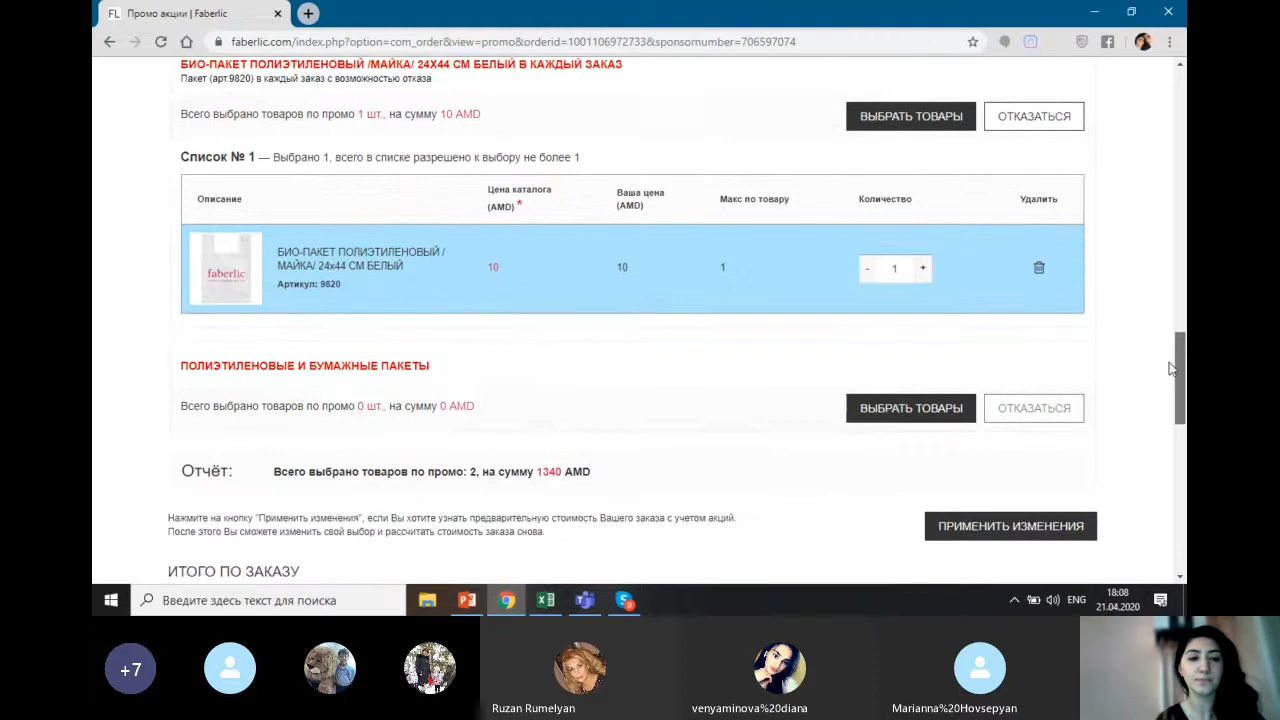 FL Промо акции | Faberlic
faberlic.com/index.php?option=com_order&view=promo&orderid=1001106972733&sponsornumber=706597074
БИО-ПАКЕТ ПОЛИЭТИЛЕНОВЫЙ /МАЙКА/ 24Х44 СМ БЕЛЫЙ В КАЖДЫЙ ЗАКАЗ
Пакет (арт.9820) в каждый заказ с возможностью отказа
Всего выбрано товаров по промо 1 шт., на сумму 10 AMD
ВЫБРАТЬ ТОВАРЫ
ОТКАЗАТЬСЯ
Список № 1 — Выбрано 1, всего в списке разрешено к выбору не более 1
Описание
Цена каталога
(AMD) *
Ваша цена
(AMD)
Макс по товару
Количество
Удалить
faberlic
БИО-ПАКЕТ ПОЛИЭТИЛЕНОВЫЙ /
МАЙКА/ 24x44 СМ БЕЛЫЙ
Артикул: 9820
10
10
1
- 1 +
ПОЛИЭТИЛЕНОВЫЕ И БУМАЖНЫЕ ПАКЕТЫ
Всего выбрано товаров по промо 0 шт., на сумму 0 AMD
ВЫБРАТЬ ТОВАРЫ
ОТКАЗАТЬСЯ
Отчёт:
Всего выбрано товаров по промо: 2, на сумму 1340 AMD
Нажмите на кнопку "Применить изменения", если Вы хотите узнать предварительную стоимость Вашего заказа с учетом акций.
После этого Вы сможете изменить свой выбор и рассчитать стоимость заказа снова.
ПРИМЕНИТЬ ИЗМЕНЕНИЯ
ИТОГО ПО ЗАКАЗУ
Введите здесь текст для поиска
ENG
18:08
21.04.2020
+7
Ruzan Rumelyan
venyaminova%20diana
Marianna%20Hovsepyan